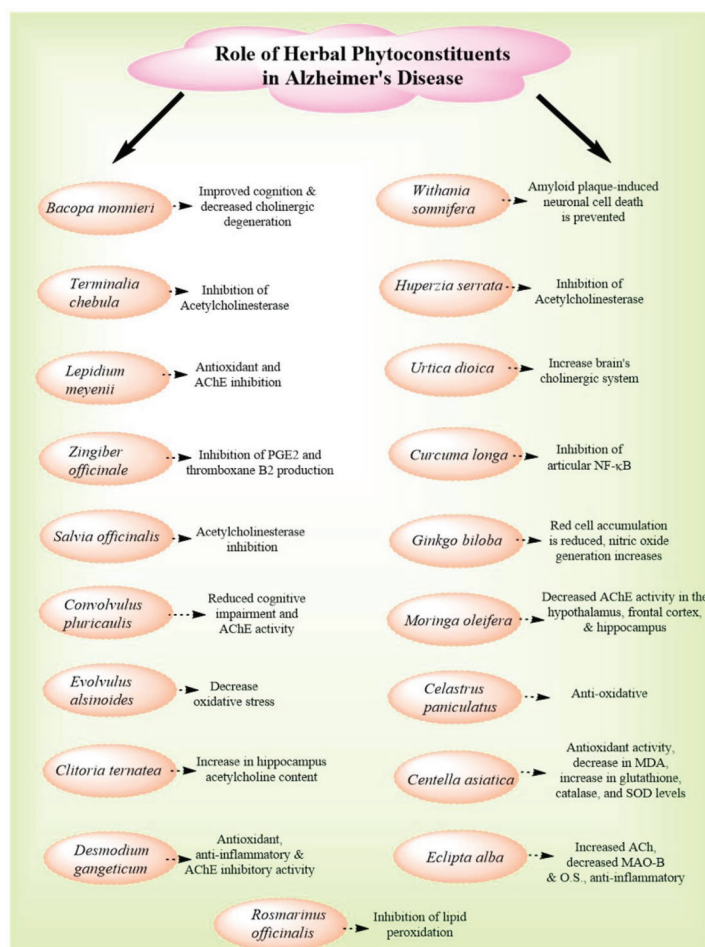 Role of Herbal Phytoconstituents
in Alzheimer's Disease
Bacopa monnieri
Improved cognition &
decreased cholinergic
degeneration
Withania
somnifera
Amyloid plaque-induced
neuronal cell death
is prevented
Terminalia
chebula
Inhibition of
Acetylcholinesterase
Huperzia serrata
Inhibition of
Acetylcholinesterase
Lepidium
meyenii
Antioxidant and
AChE inhibition
Urtica dioica
Increase brain's
cholinergic system
Zingiber
officinale
Inhibition of PGE2 and
thromboxane B2 production
Curcuma longa
Inhibition of
articular NF-κB
Salvia officinalis
Acetylcholinesterase
inhibition
Ginkgo biloba
Red cell accumulation
is reduced, nitric oxide
generation increases
Convolvulus
pluricaulis
Reduced cognitive
impairment and
AChE activity
Moringa oleifera
Decreased AChE activity in the
hypothalamus, frontal cortex,
& hippocampus
Evolvulus
alsinoides
Decrease
oxidative stress
Celastrus
paniculatus
Anti-oxidative
Clitoria ternatea
Increase in hippocampus
acetylcholine content
Centella asiatica
Antioxidant activity,
decrease in MDA,
increase in glutathione,
catalase, and SOD levels
Desmodium
gangeticum
Antioxidant,
anti-inflammatory &
AChE inhibitory activity
Eclipta alba
Increased ACh,
decreased MAO-B
& O.S., anti-inflammatory
Rosmarinus
officinalis
Inhibition of lipid
peroxidation